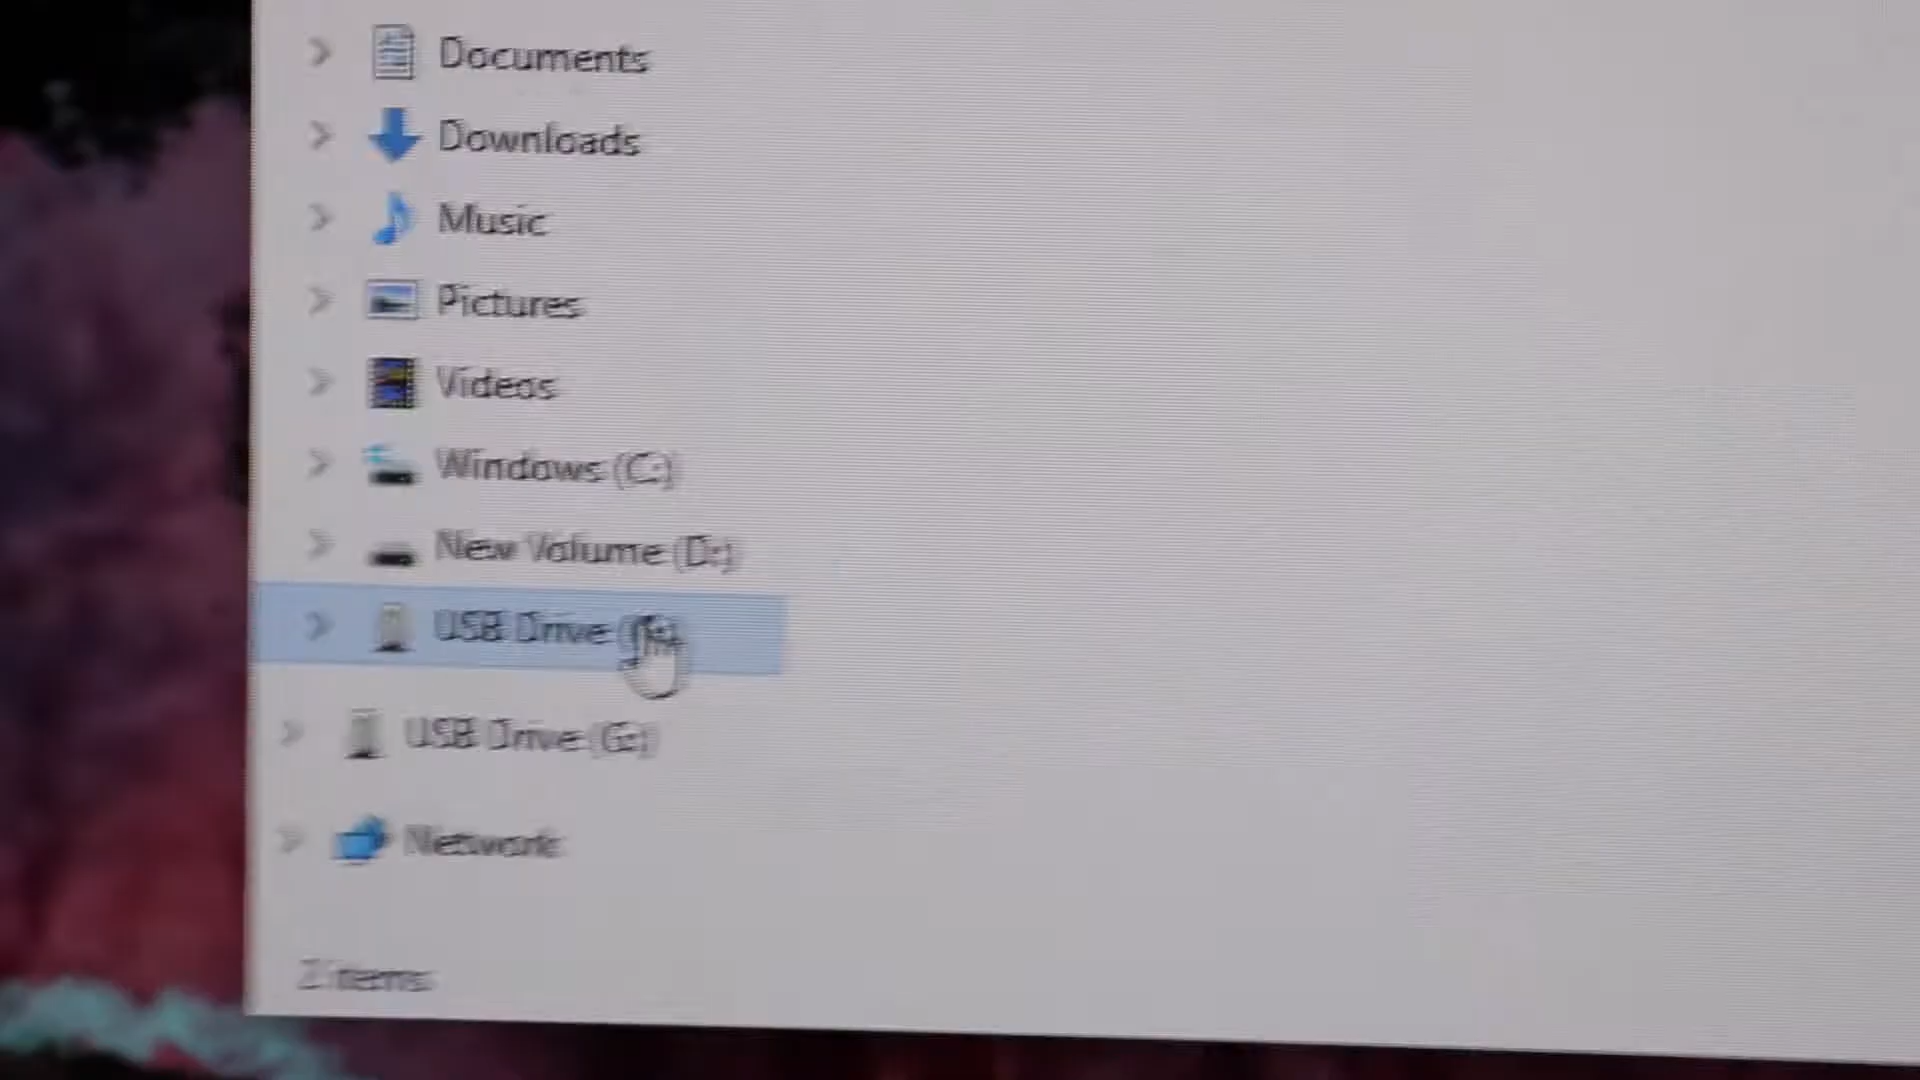 Documents
Downloads
Music
Pictures
Videos
Windows (C:)
New Volume (D:)
USB Drive
USB Drive (G:)
Network
2 items